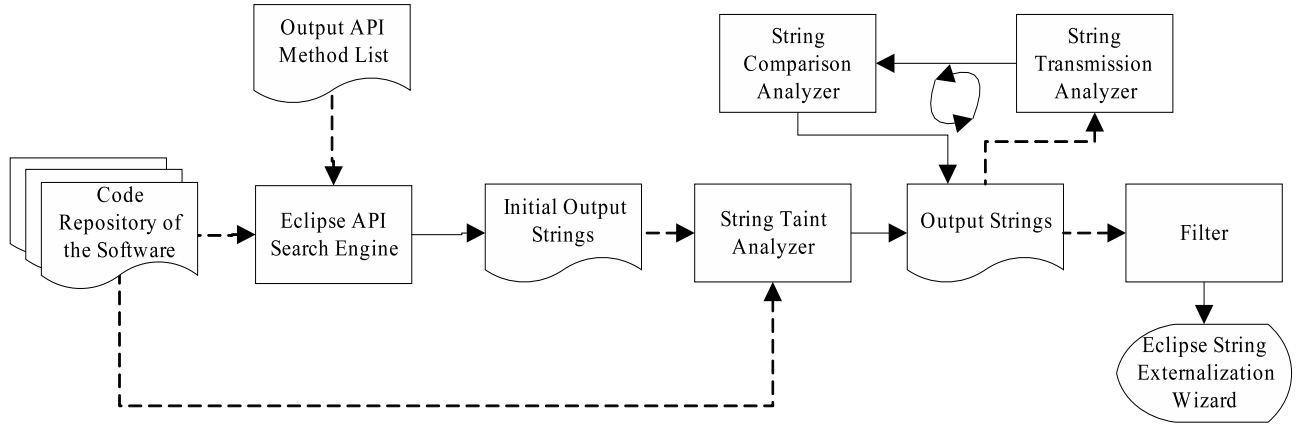 Output API
Method List
String
Comparison
Analyzer
String
Transmission
Analyzer
Code
Repository of
the Software
Eclipse API
Search Engine
Initial Output
Strings
String Taint
Analyzer
Output Strings
Filter
Eclipse String
Externalization
Wizard